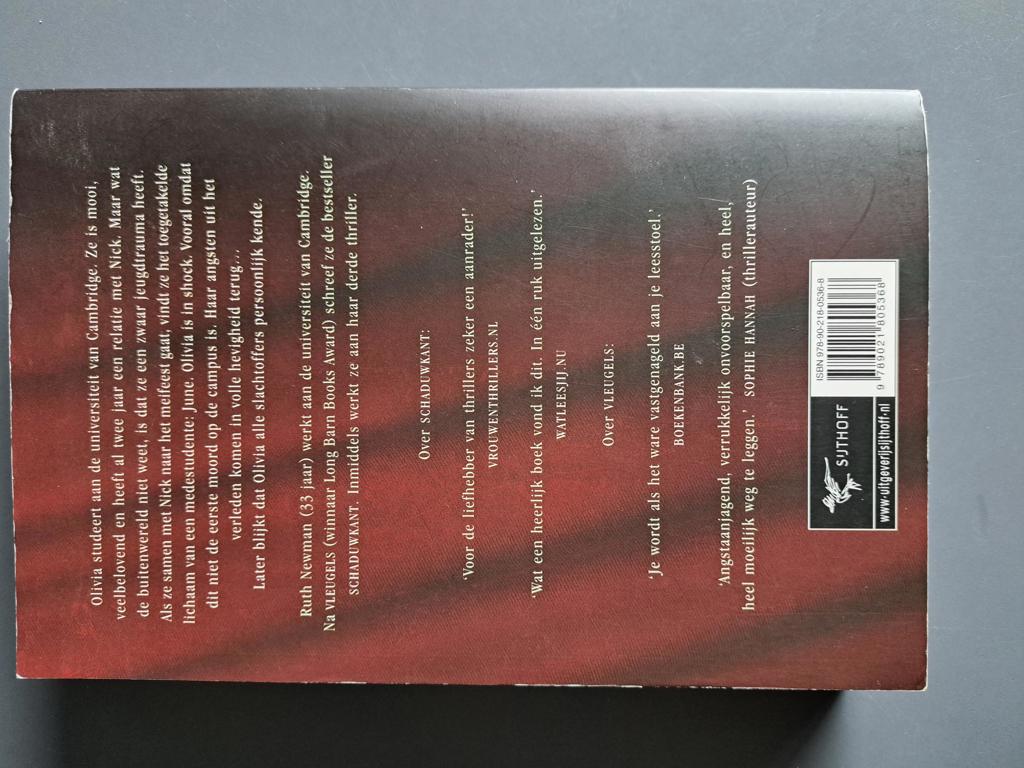 Olivia studeert aan de universiteit van Cambridge. Ze is mooi,
veelbelovend en heeft al twee jaar een relatie met Nick. Maar wat
de buitenwereld niet weet, is dat ze een zwaar jeugdtrauma heeft.
Als ze samen met Nick naar het meifeest gaat, vindt ze het toegetakelde
lichaam van een medestudente: June. Olivia is in shock. Vooral omdat
dit niet de eerste moord op de campus is. Haar angsten uit het
verleden komen in volle hevigheid terug...
Later blijkt dat Olivia alle slachtoffers persoonlijk kende.
Ruth Newman (33 jaar) werkt aan de universiteit van Cambridge.
Na VLEUGELS (winnaar Long Barn Books Award) schreef ze de bestseller
SCHADUWKANT. Inmiddels werkt ze aan haar derde thriller.
Over SCHADUWKANT:
'Voor de liefhebber van thrillers zeker een aanrader!'
VROUWENTHRILLERS.NL
'Wat een heerlijk boek vond ik dit. In één ruk uitgelezen.'
WATLEESJIJ.NU
Over VLEUGELS:
'Je wordt als het ware vastgenageld aan je leesstoel.'
BOEKENBANK.BE
'Angstaanjagend, verrukkelijk onvoorspelbaar, en heel,
heel moeilijk weg te leggen.' SOPHIE HANNAH (thrillerauteur)
SIJTHOFF
www.uitgeverijsijthoff.nl
ISBN 978-90-218-0536-8
9 789021 805368